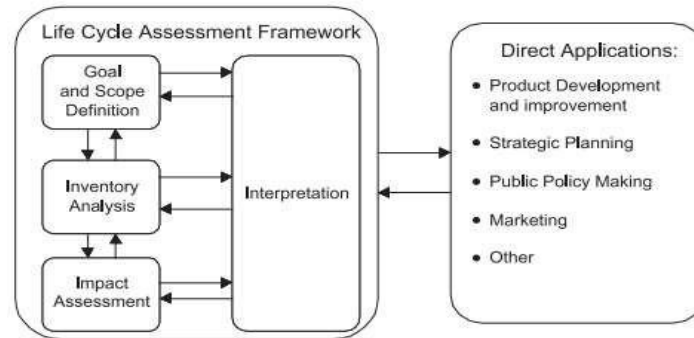 Life Cycle Assessment Framework
Goal
and Scope
Definition
Inventory
Analysis
Impact
Assessment
Interpretation
Direct Applications:
• Product Development
and improvement
• Strategic Planning
• Public Policy Making
• Marketing
• Other